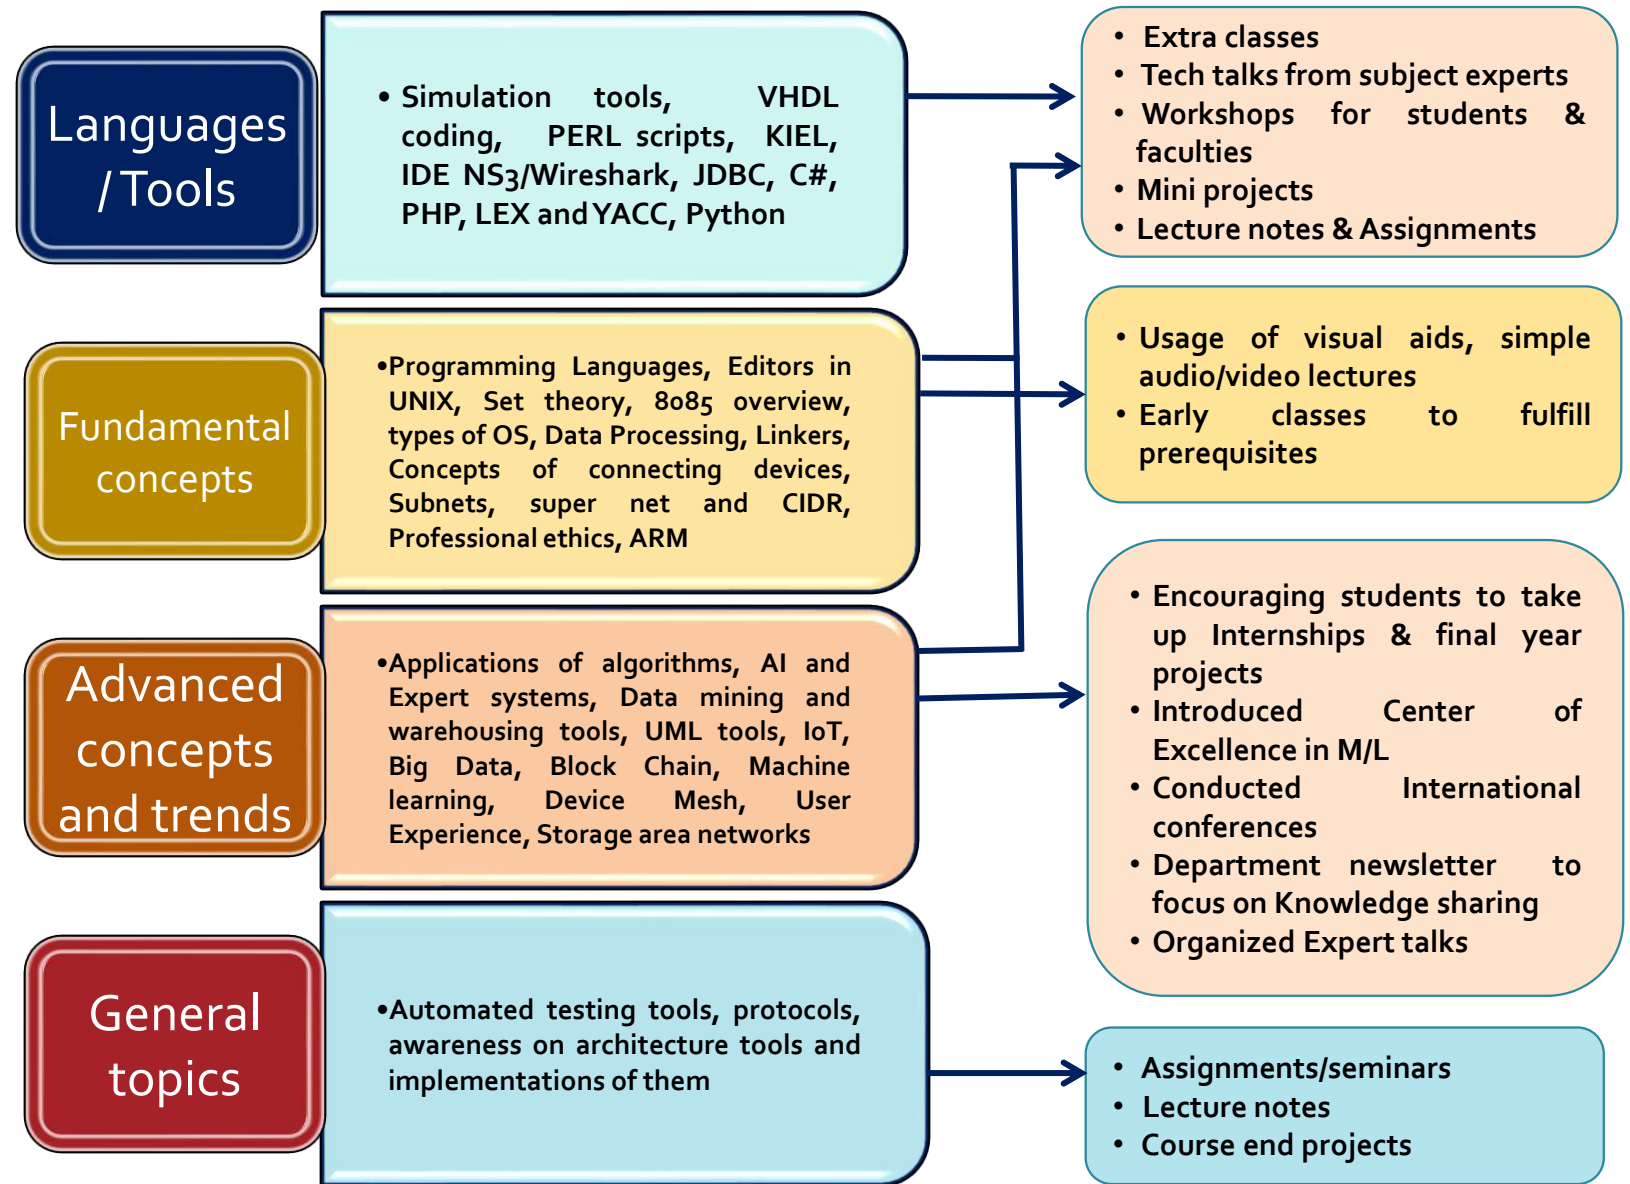 Languages
/ Tools
• Simulation tools, VHDL
coding, PERL scripts, KIEL,
IDE NS3/Wireshark, JDBC, C#,
PHP, LEX and YACC, Python
• Extra classes
• Tech talks from subject experts
• Workshops for students &
faculties
• Mini projects
• Lecture notes & Assignments
Fundamental
concepts
•Programming Languages, Editors in
UNIX, Set theory, 8085 overview,
types of OS, Data Processing, Linkers,
Concepts of connecting devices,
Subnets, super net and CIDR,
Professional ethics, ARM
• Usage of visual aids, simple
audio/video lectures
• Early classes to fulfill
prerequisites
Advanced
concepts
and trends
•Applications of algorithms, AI and
Expert systems, Data mining and
warehousing tools, UML tools, IoT,
Big Data, Block Chain, Machine
learning, Device Mesh, User
Experience, Storage area networks
• Encouraging students to take
up Internships & final year
projects
• Introduced Center of
Excellence in M/L
• Conducted International
conferences
• Department newsletter to
focus on Knowledge sharing
• Organized Expert talks
General
topics
•Automated testing tools, protocols,
awareness on architecture tools and
implementations of them
• Assignments/seminars
• Lecture notes
• Course end projects